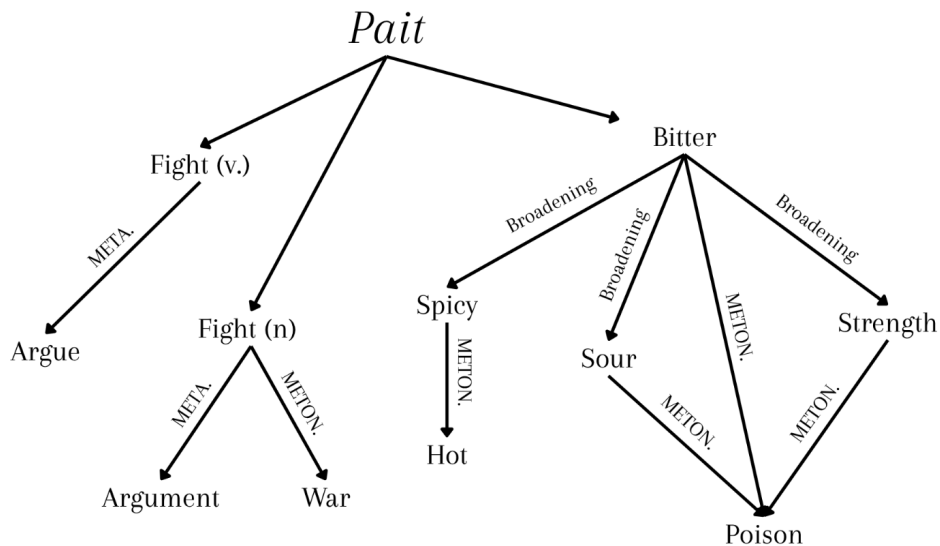 Pait
Bitter
Fight (v.)
Broadening
Broadening
Broadening
META.
Spicy
METON.
Strength
Fight (n)
Argue
METON.
Sour
META.
METON.
METON.
METON.
Hot
Argument
War
Poison